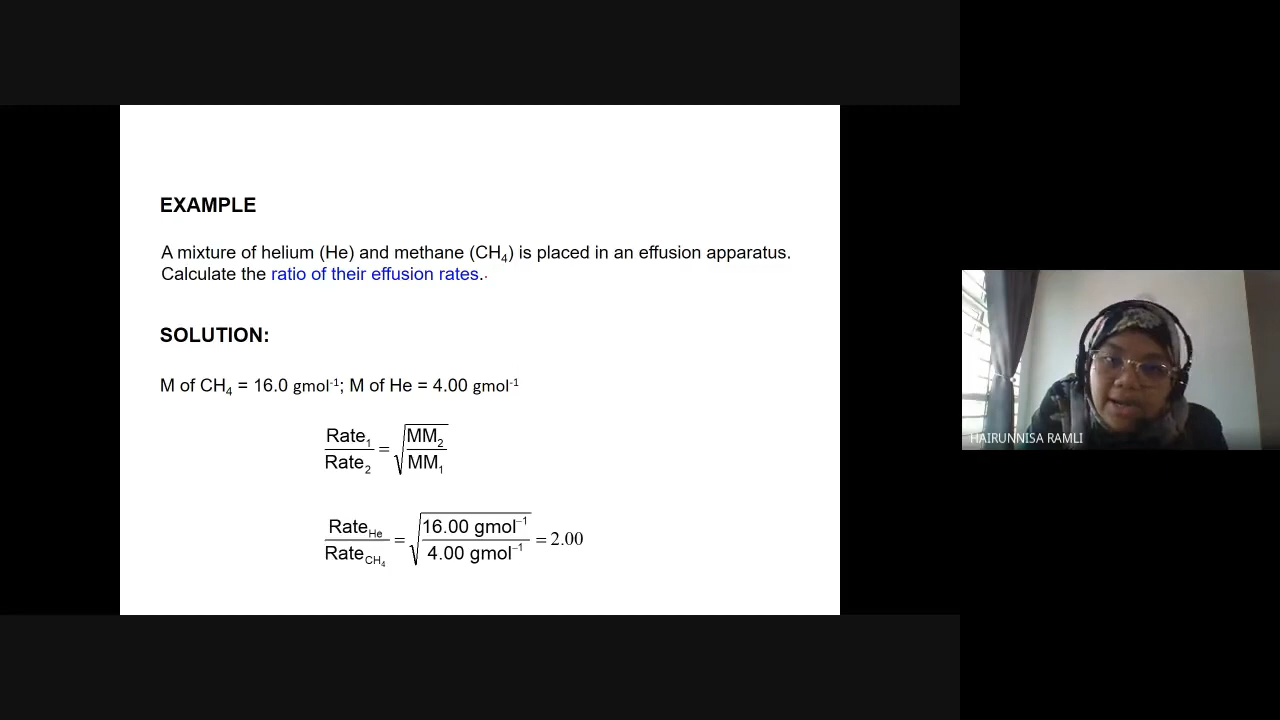 EXAMPLE
A mixture of helium (He) and methane (CH₄) is placed in an effusion apparatus.
Calculate the ratio of their effusion rates.
SOLUTION:
M of CH₄ = 16.0 gmol⁻¹; M of He = 4.00 gmol⁻¹
Rate₁/Rate₂ = √(MM₂/MM₁)
Rate_He/Rate_CH₄ = √(16.00 gmol⁻¹/4.00 gmol⁻¹) = 2.00
HAIRUNNISA RAMLI